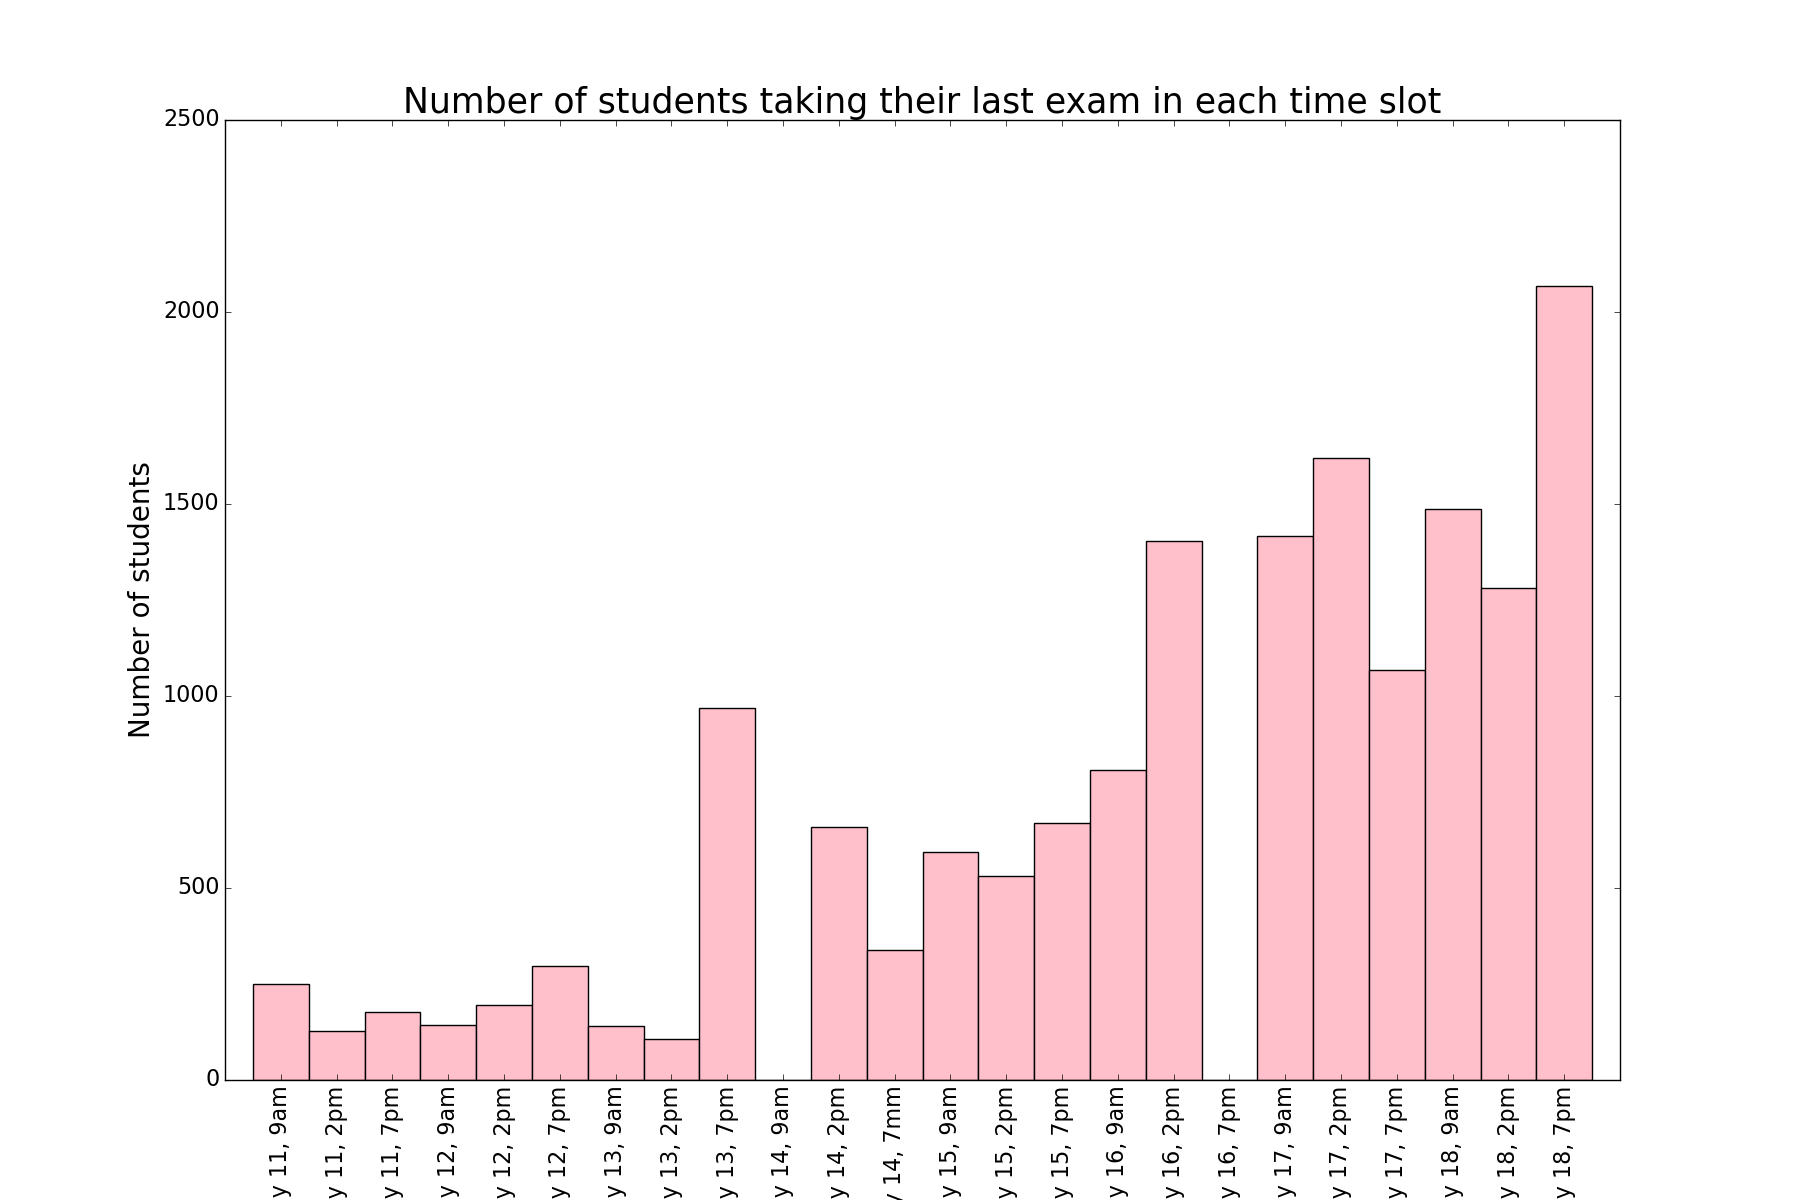 Number of students taking their last exam in each time slot
2500
2000
1500
1000
500
0
Number of students
y 11, 9am
y 11, 2pm
y 11, 7pm
y 12, 9am
y 12, 2pm
y 12, 7pm
y 13, 9am
y 13, 2pm
y 13, 7pm
y 14, 9am
y 14, 2pm
y 14, 7mm
y 15, 9am
y 15, 2pm
y 15, 7pm
y 16, 9am
y 16, 2pm
y 16, 7pm
y 17, 9am
y 17, 2pm
y 17, 7pm
y 18, 9am
y 18, 2pm
y 18, 7pm